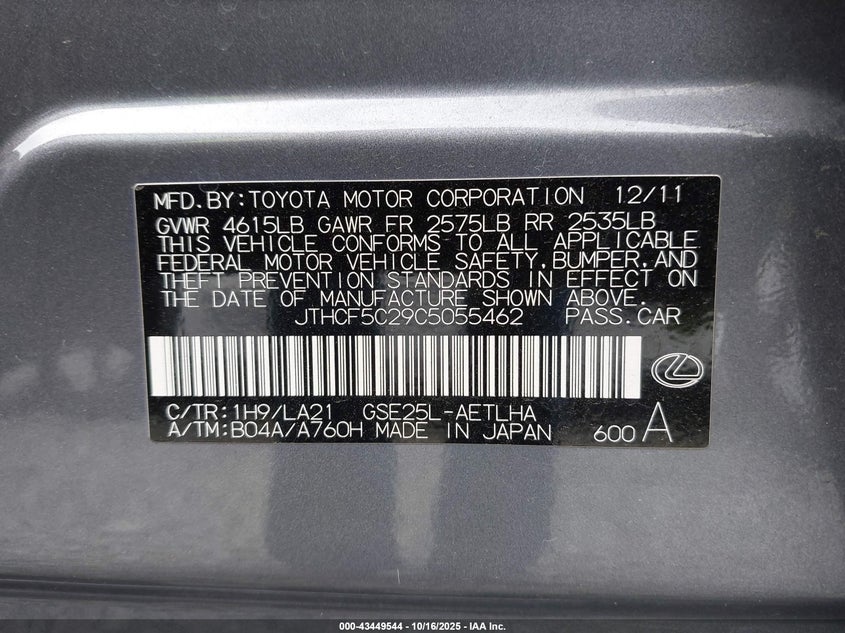 MFD.BY:TOYOTA MOTOR CORPORATION 12/11
GVWR 4615LB GAWR FR 2575LB RR 2535LB
THIS VEHICLE CONFORMS TO ALL APPLICABLE
FEDERAL MOTOR VEHICLE SAFETY,BUMPER,AND
THEFT PREVENTION STANDARDS IN EFFECT ON
THE DATE OF MANUFACTURE SHOWN ABOVE.
JTHCF5C29C5055462 PASS.CAR
C/TR:1H9/LA21 GSE25L-AETLHA
A/TM:B04A/A760H MADE IN JAPAN 600 A
000-43449544 - 10/16/2025 - IAA Inc.